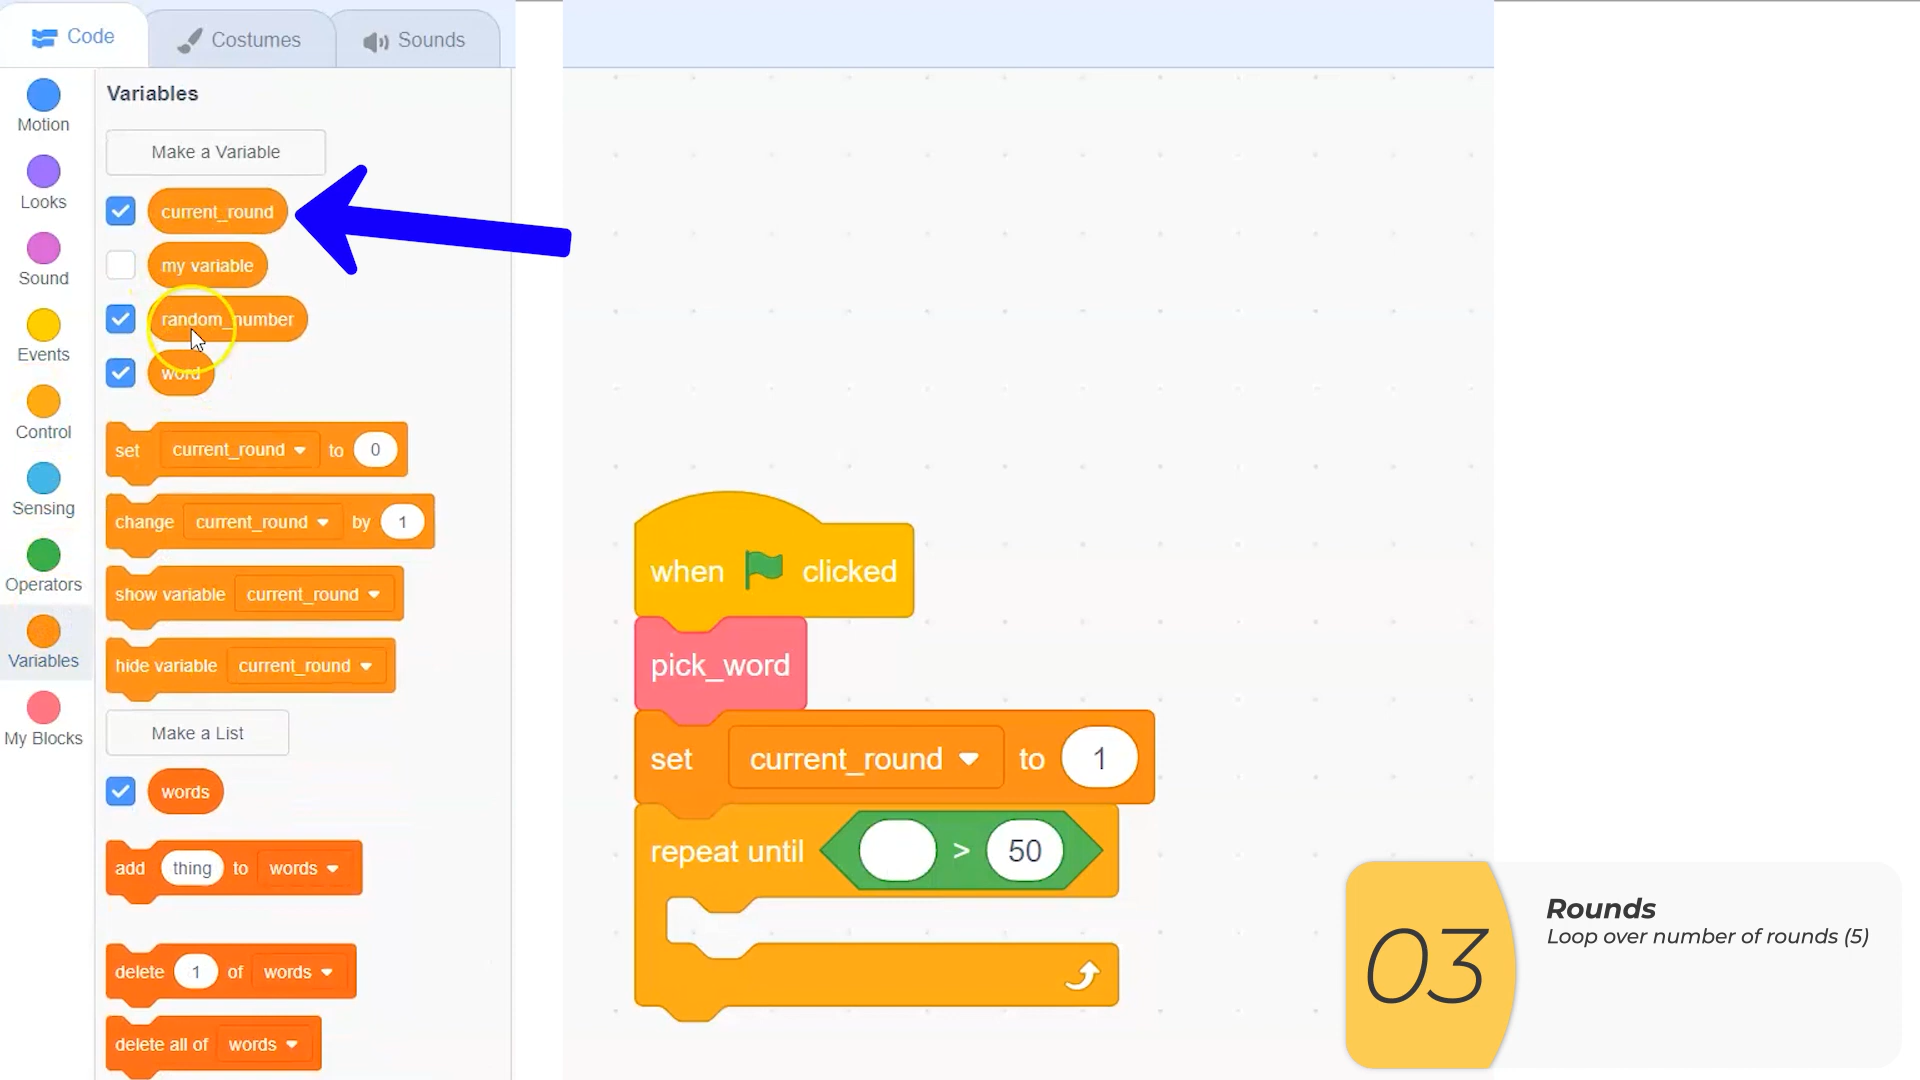 Code
Costumes
Sounds
Motion
Looks
Sound
Events
Control
Sensing
Operators
Variables
My Blocks
Variables
Make a Variable
current_round
my variable
random_number
word
set current_round to 0
change current_round by 1
show variable current_round
hide variable current_round
Make a List
words
add thing to words
delete 1 of words
delete all of words
when clicked
pick_word
set current_round to 1
repeat until > 50
03
Rounds
Loop over number of rounds (5)